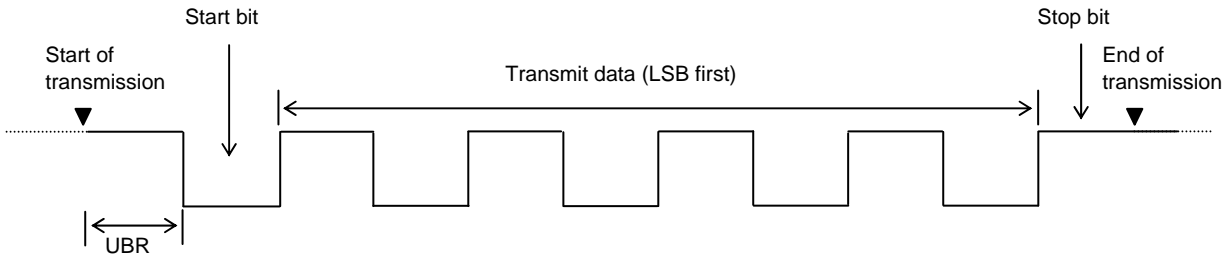 Start bit
Stop bit
Start of
transmission
Transmit data (LSB first)
End of
transmission
UBR